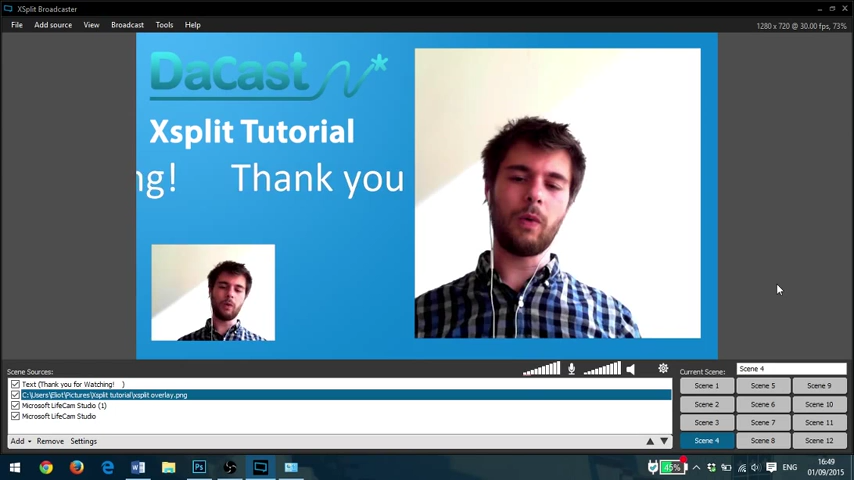 XSplit Broadcaster
File Add source View Broadcast Tools Help
1280 x 720 @ 30.00 fps, 73%
DaCast
Xsplit Tutorial
ng! Thank you
Scene Sources:
Text (Thank you for Watching! )
C:\Users\Eliot\Pictures\Xsplit tutorial\xsplit overlay.png
Microsoft LifeCam Studio (1)
Microsoft LifeCam Studio
Add Remove Settings
Current Scene: Scene 4
Scene 1 Scene 5 Scene 9
Scene 2 Scene 6 Scene 10
Scene 3 Scene 7 Scene 11
Scene 4 Scene 8 Scene 12
45% ENG
16:49
01/09/2015